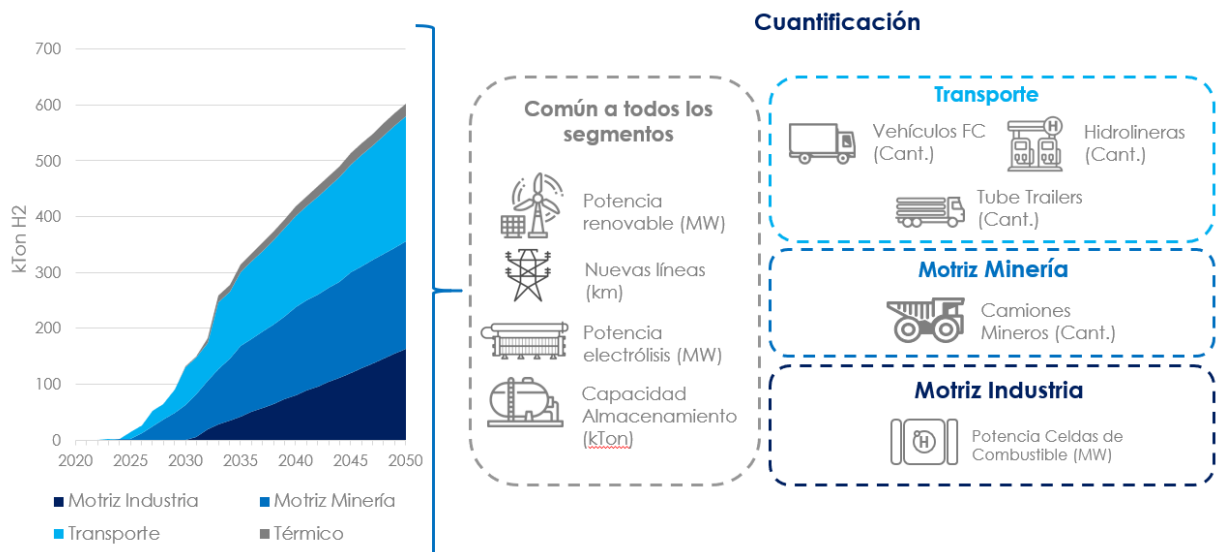 Cuantificación
kTon H2
700
600
500
400
300
200
100
0
2020
2025
2030
2035
2040
2045
2050
Motriz Industria
Motriz Minería
Transporte
Térmico
Común a todos los
segmentos
Potencia
renovable (MW)
Nuevas líneas
(km)
Potencia
electrólisis (MW)
Capacidad
Almacenamiento
(kTon)
Transporte
Vehículos FC
(Cant.)
H
Hidrolineras
(Cant.)
Tube Trailers
(Cant.)
Motriz Minería
Camiones
Mineros (Cant.)
Motriz Industria
H
Potencia Celdas de
Combustible (MW)